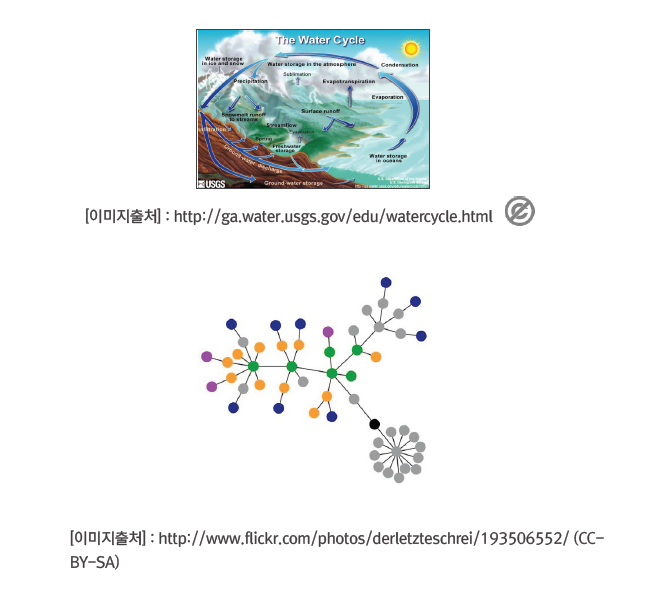 The Water Cycle
Water storage
in ice and snow
Water storage in the atmosphere
Condensation
Sublimation
Precipitation
Evapotranspiration
Evaporation
Snowmelt runoff
to streams
Surface runoff
Streamflow
Evaporation
Spring
Freshwater
storage
Water storage
in oceans
Ground-water discharge
Ground-water storage
USGS
[이미지출처] : http://ga.water.usgs.gov/edu/watercycle.html
[이미지출처] : http://www.flickr.com/photos/derletzteschrei/193506552/ (CC-
BY-SA)